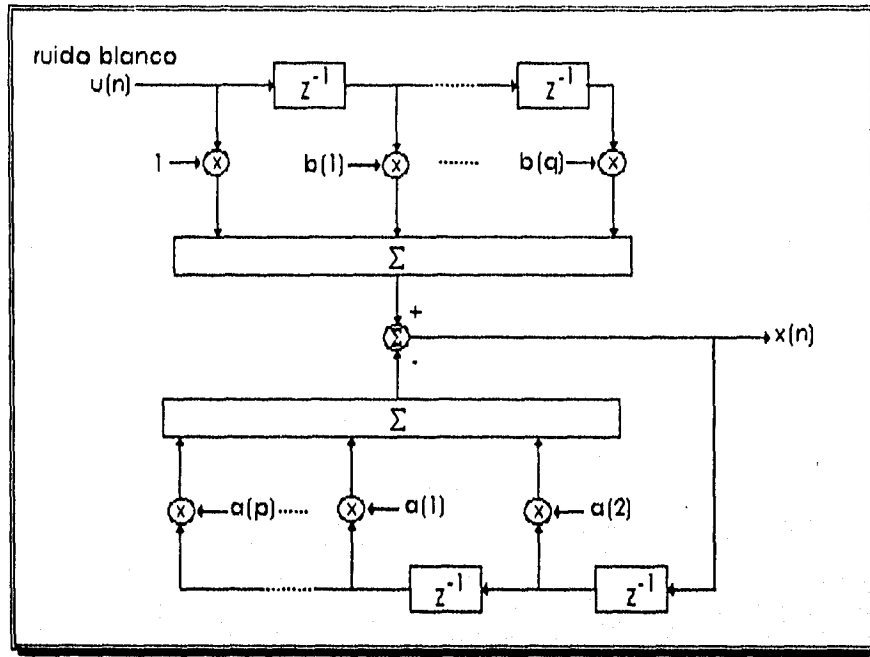 ruido blanco
u(n)
z⁻¹ ........ z⁻¹
1 x b(1) x ........ b(q) x
Σ
+
Σ x(n)
-
Σ
x a(p)...... x a(1) x a(2)
........ z⁻¹ z⁻¹